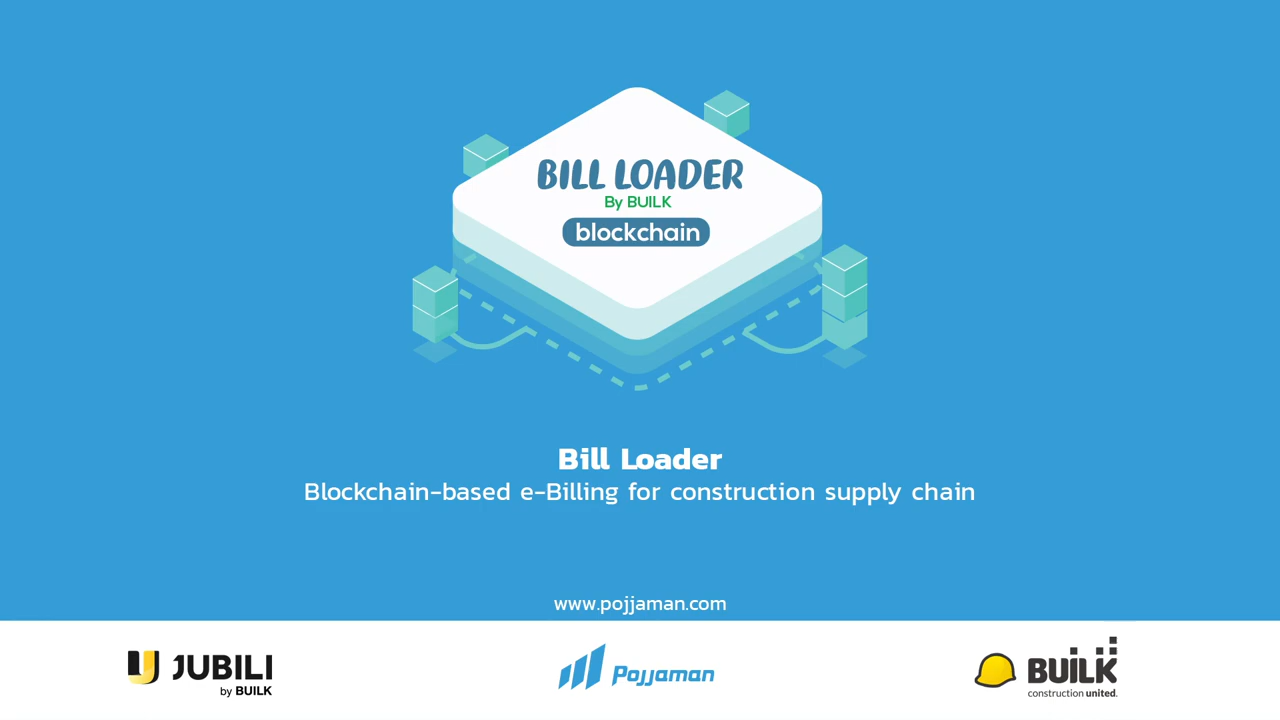 BILL LOADER
By BUILK
blockchain
Bill Loader
Blockchain-based e-Billing for construction supply chain
www.pojjaman.com
JUBILI
by BUILK
Pojjaman
BUILK
construction united.